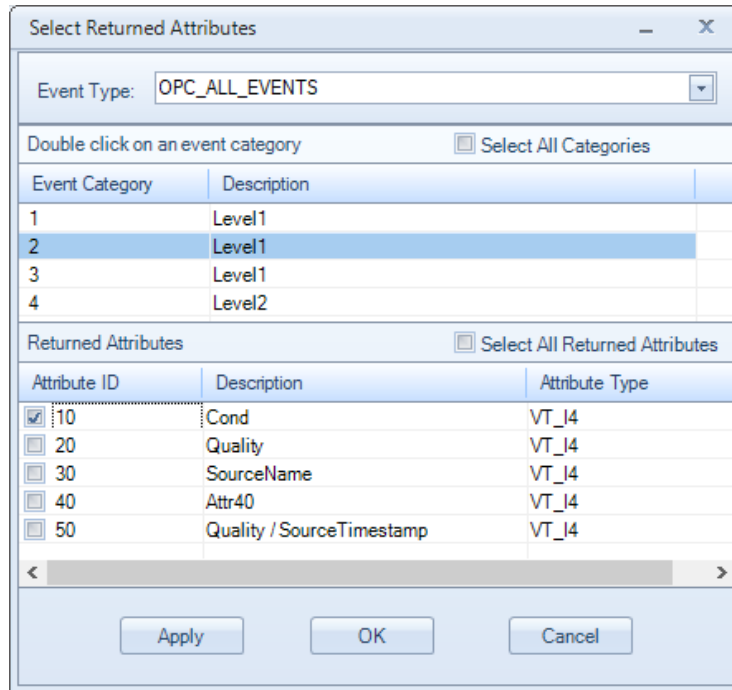 Select Returned Attributes
Event Type: OPC_ALL_EVENTS
Double click on an event category Select All Categories
Event Category Description
1 Level1
2 Level1
3 Level1
4 Level2
Returned Attributes Select All Returned Attributes
Attribute ID Description Attribute Type
10 Cond VT_I4
20 Quality VT_I4
30 SourceName VT_I4
40 Attr40 VT_I4
50 Quality / SourceTimestamp VT_I4
Apply OK Cancel